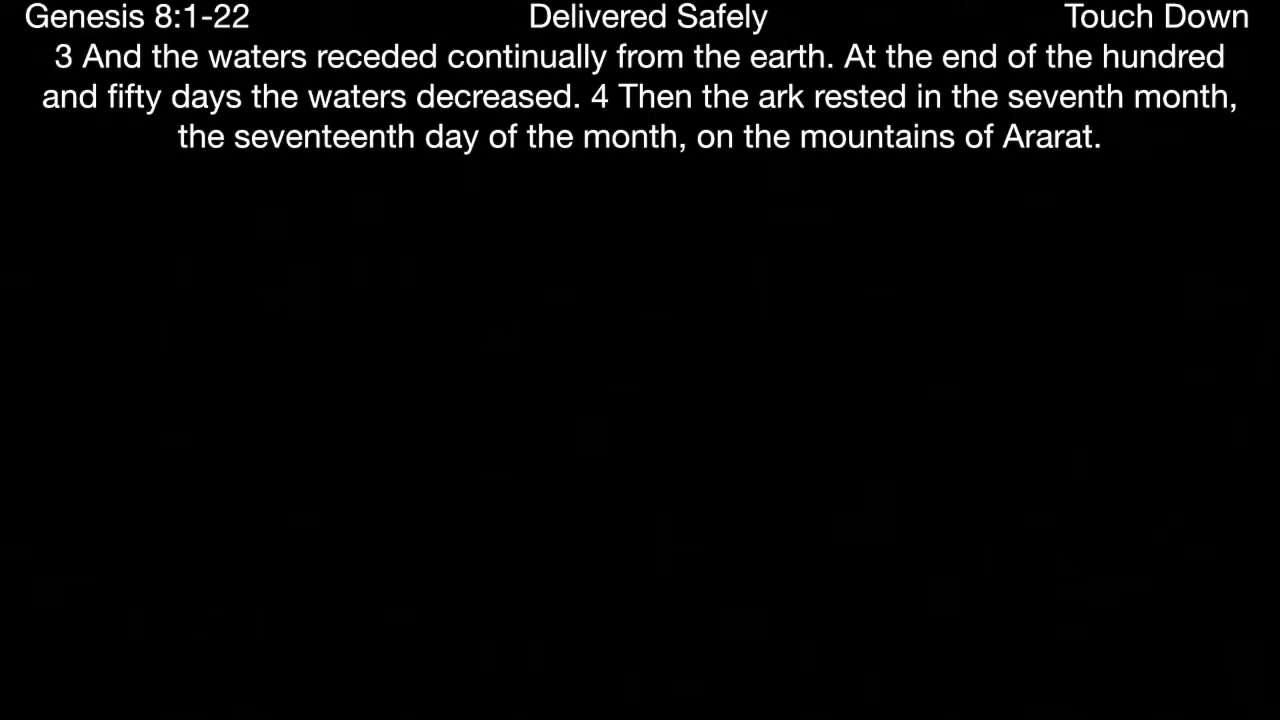 Genesis 8:1-22 Delivered Safely Touch Down
3 And the waters receded continually from the earth. At the end of the hundred
and fifty days the waters decreased. 4 Then the ark rested in the seventh month,
the seventeenth day of the month, on the mountains of Ararat.